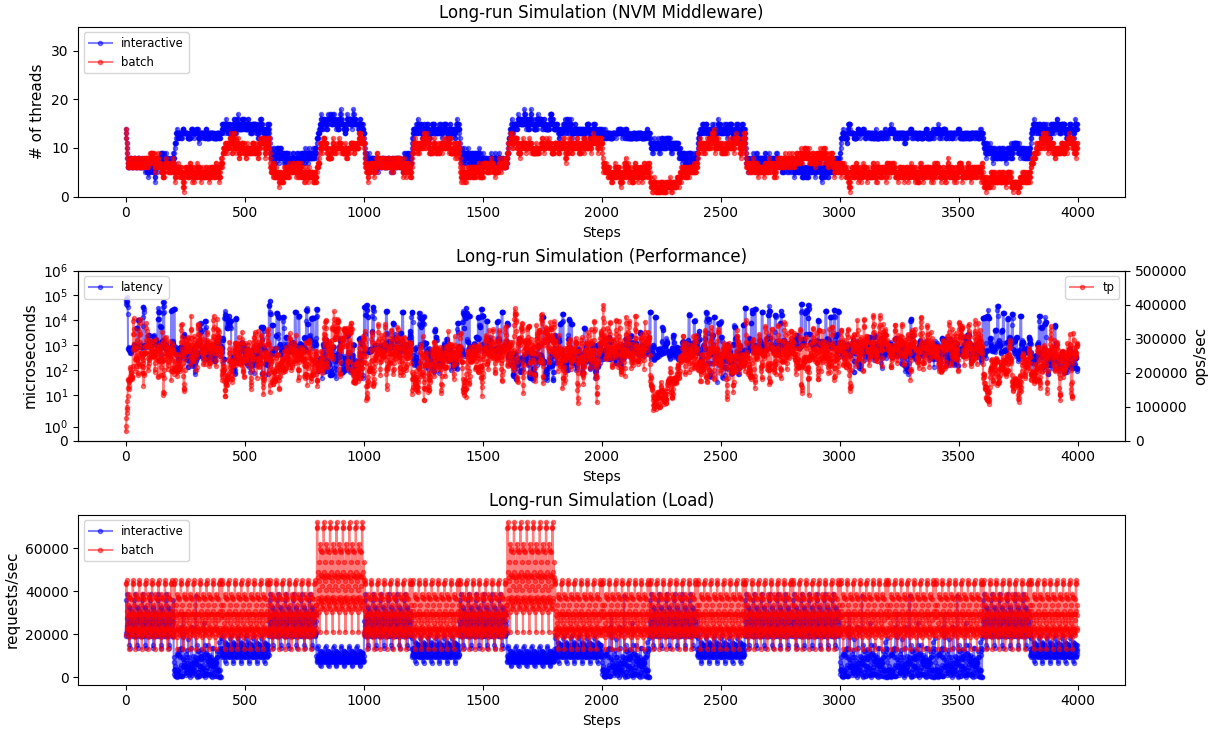 Long-run Simulation (NVM Middleware)
interactive
batch
# of threads
30
20
10
0
0 500 1000 1500 2000 2500 3000 3500 4000
Steps
Long-run Simulation (Performance)
latency
tp
microseconds
10^6
10^5
10^4
10^3
10^2
10^1
10^0
0
500000
400000
300000
200000
100000
0
ops/sec
0 500 1000 1500 2000 2500 3000 3500 4000
Steps
Long-run Simulation (Load)
interactive
batch
requests/sec
60000
40000
20000
0
0 500 1000 1500 2000 2500 3000 3500 4000
Steps